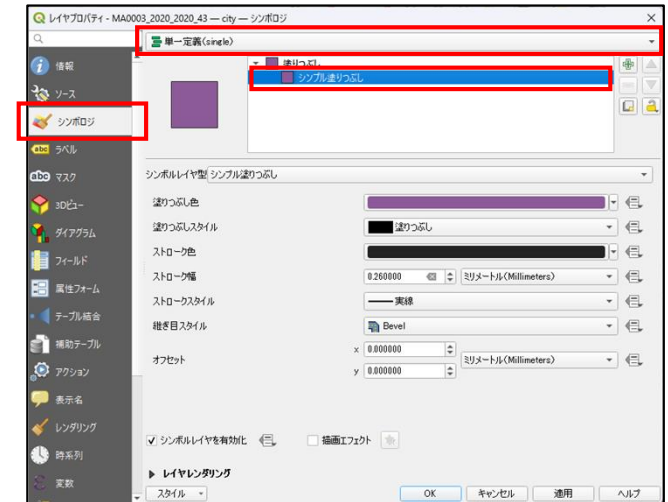 レイヤプロパティ - MA0003_2020_2020_43 — city — シンボロジ
単一定義(single)
情報
ソース
シンボロジ
abc ラベル
abc マスク
3Dビュー
ダイアグラム
フィールド
属性フォーム
テーブル結合
補助テーブル
アクション
表示名
レンダリング
時系列
変数
塗りつぶし
シンプル塗りつぶし
シンボルレイヤ型 シンプル塗りつぶし
塗りつぶし色
塗りつぶしスタイル 塗りつぶし
ストローク色
ストローク幅 0.260000 ミリメートル(Millimeters)
ストロークスタイル 実線
継ぎ目スタイル Bevel
オフセット x 0.000000 ミリメートル(Millimeters)
y 0.000000
シンボルレイヤを有効化 描画エフェクト
レイヤレンダリング
スタイル OK キャンセル 適用 ヘルプ